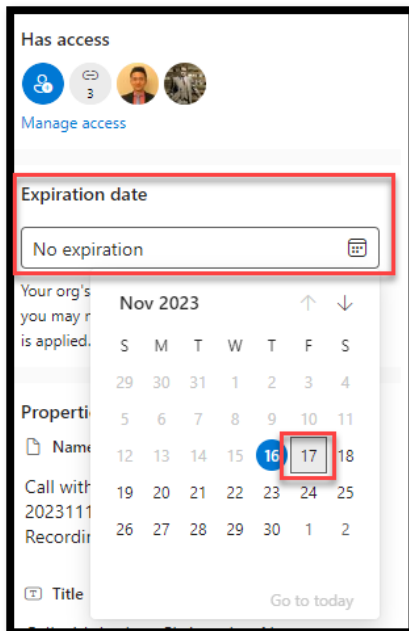 Has access
3
Manage access
Expiration date
No expiration
Your org's
you may r
is applied.
Nov 2023
S M T W T F S
29 30 31 1 2 3 4
5 6 7 8 9 10 11
12 13 14 15 16 17 18
19 20 21 22 23 24 25
26 27 28 29 30 1 2
Go to today
Properti
Name
Call with
2023111
Recordin
Title